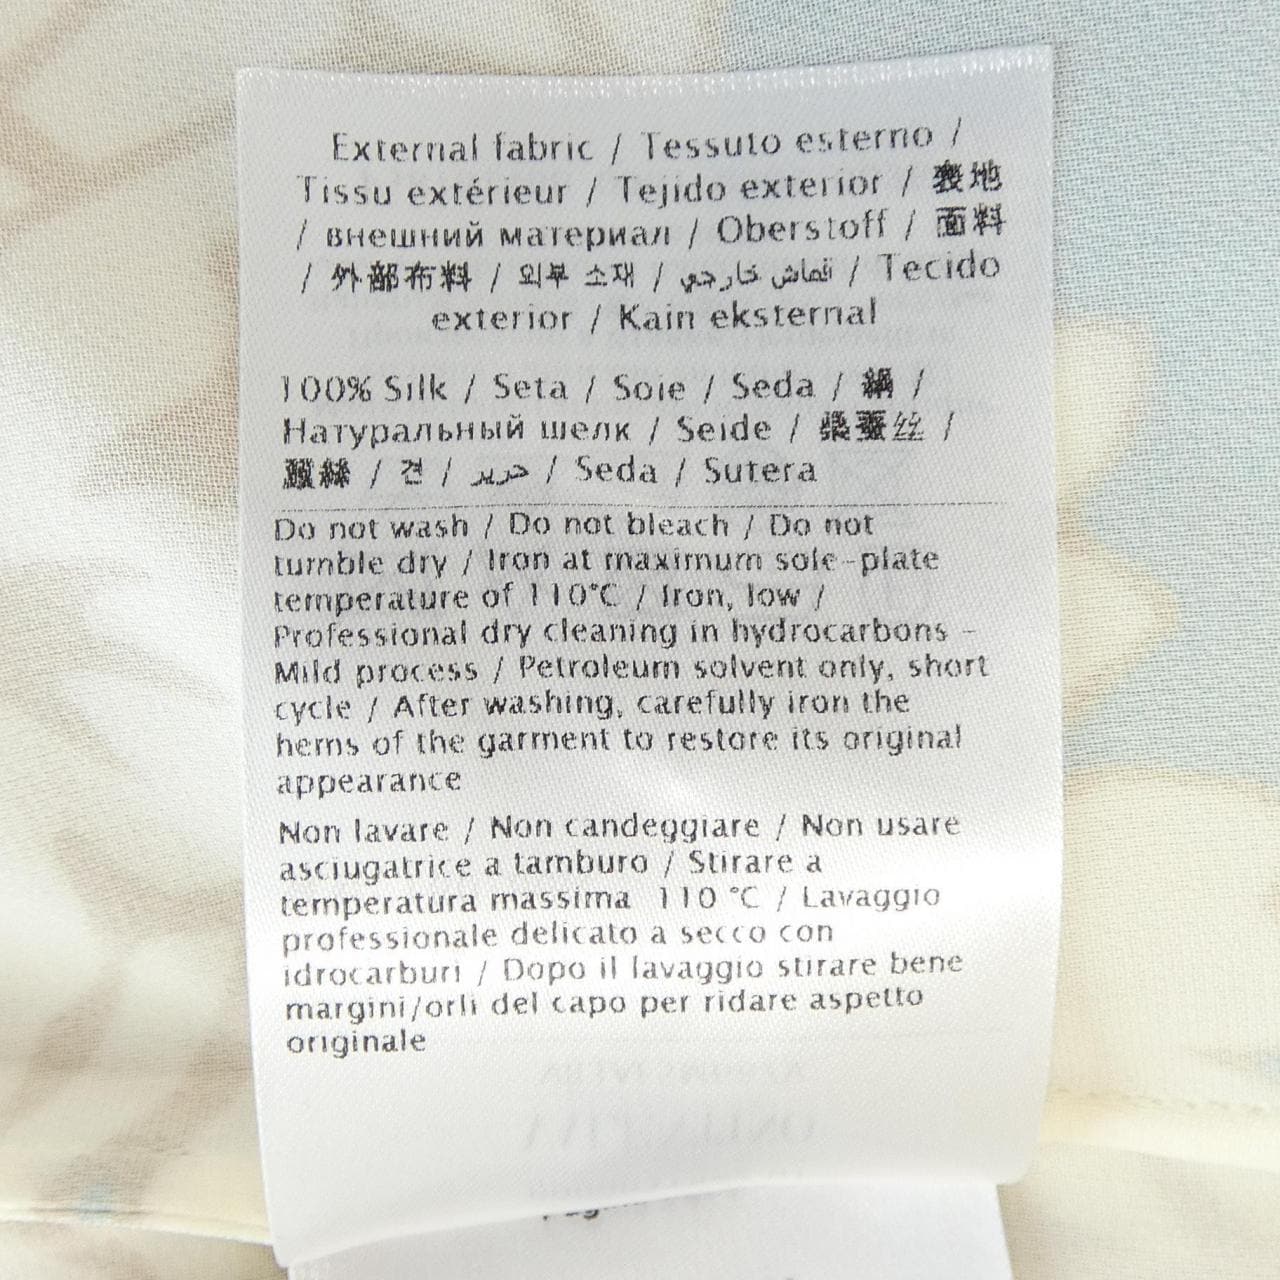 External fabric / Tessuto esterno /
Tissu extérieur / Tejido exterior / 表地
/ внешний материал / Oberstoff / 面料
/ 外部布料 / 외부 소재 / قماش خارجي / Tecido
exterior / Kain eksternal
100% Silk / Seta / Soie / Seda / 絹 /
Натуральный шелк / Seide / 桑蚕丝 /
蠶絲 / 견 / حرير / Seda / Sutera
Do not wash / Do not bleach / Do not
tumble dry / Iron at maximum sole-plate
temperature of 110°C / Iron, low /
Professional dry cleaning in hydrocarbons -
Mild process / Petroleum solvent only, short
cycle / After washing, carefully iron the
hems of the garment to restore its original
appearance
Non lavare / Non candeggiare / Non usare
asciugatrice a tamburo / Stirare a
temperatura massima 110 °C / Lavaggio
professionale delicato a secco con
idrocarburi / Dopo il lavaggio stirare bene
margini/orli del capo per ridare aspetto
originale